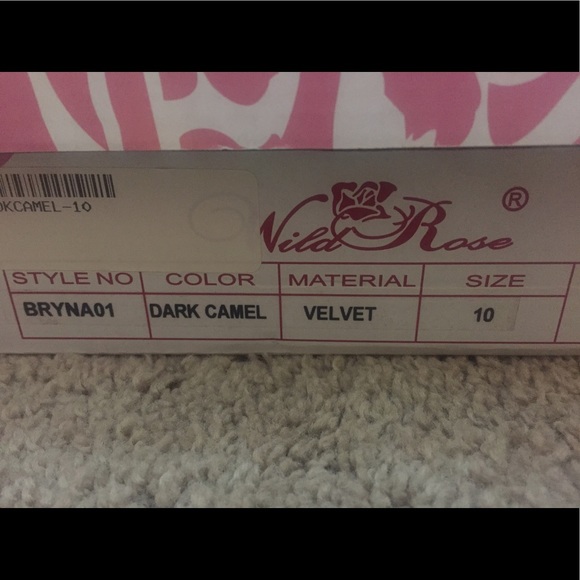 DKCAMEL-10
Wild Rose ®
STYLE NO COLOR MATERIAL SIZE
BRYNA01 DARK CAMEL VELVET 10